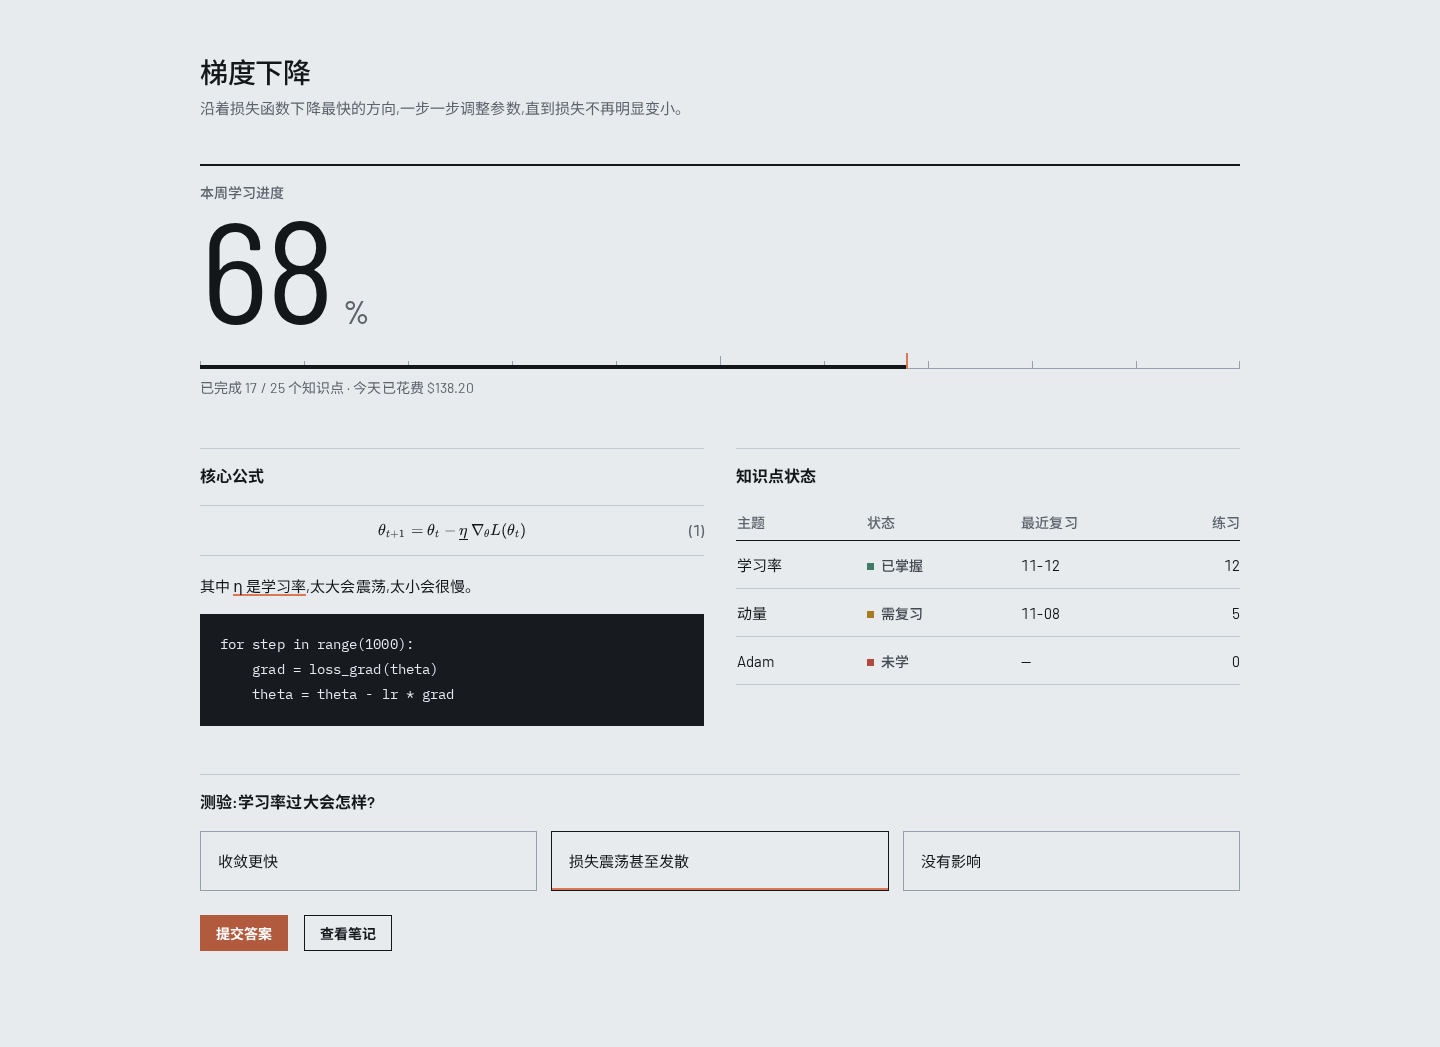 梯度下降
沿着损失函数下降最快的方向,一步一步调整参数,直到损失不再明显变小。
本周学习进度
68 %
已完成 17 / 25 个知识点 · 今天已花费 $138.20
核心公式
θt+1 = θt − η ∇θL(θt) (1)
其中 η 是学习率,太大会震荡,太小会很慢。
for step in range(1000):
    grad = loss_grad(theta)
    theta = theta - lr * grad
知识点状态
主题 状态 最近复习 练习
学习率 已掌握 11-12 12
动量 需复习 11-08 5
Adam 未学 — 0
测验:学习率过大会怎样?
收敛更快
损失震荡甚至发散
没有影响
提交答案 查看笔记